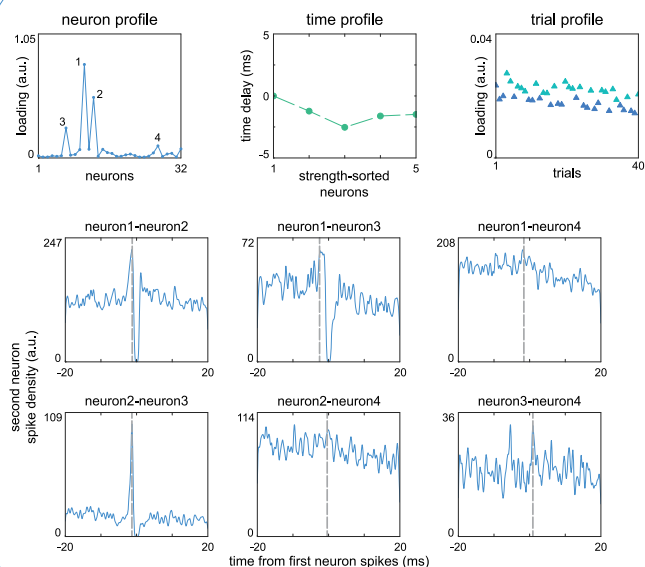 neuron profile
time profile
trial profile
1.05
5
0.04
loading (a.u.)
time delay (ms)
loading (a.u.)
1
2
3
4
0
0
−5
0
1
32
1
5
1
40
neurons
strength-sorted
neurons
trials
neuron1-neuron2
neuron1-neuron3
neuron1-neuron4
247
72
208
0
0
0
−20
20
−20
20
−20
20
second neuron
spike density (a.u.)
neuron2-neuron3
neuron2-neuron4
neuron3-neuron4
109
114
36
0
0
0
−20
20
−20
20
−20
20
time from first neuron spikes (ms)